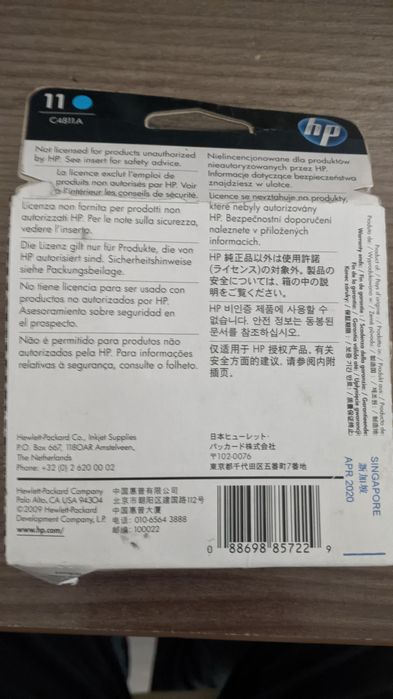 11
C4811A
hp
Not licensed for products unauthorized
by HP. See insert for safety advice.
La licence exclut l'emploi de
produits non autorisés par HP. Voir
à l'intérieur les conseils de sécurité.
Licenza non fornita per prodotti non
autorizzati HP. Per le note sulla sicurezza,
vedere l'inserto.
Die Lizenz gilt nur für Produkte, die von
HP autorisiert sind. Sicherheitshinweise
siehe Packungsbeilage.
No tiene licencia para ser usado con
productos no autorizados por HP.
Asesoramiento sobre seguridad en
el prospecto.
Não é permitido para produtos não
autorizados pela HP. Para informações
relativas à segurança, consulte o folheto.
Nielincencjonowane dla produktów
nieautoryzowanych przez HP.
Informacje dotyczące bezpieczeństwa
znajdziesz w ulotce.
Licence se nevztahuje na produkty,
které nebyly autorizovány
HP. Bezpečnostní doporučení
naleznete v přiložených
informacích.
HP 純正品以外は使用許諾
(ライセンス)の対象外。製品の
安全については、箱の中の説
明をご覧ください。
HP 비인증 제품에 사용할 수
없습니다. 안전 정보는 동봉된
문서를 참조하십시오.
仅适用于 HP 授权产品。有关
安全方面的建议,请参阅内附
插页。
Hewlett-Packard Co., Inkjet Supplies
P.O. Box 667, 1180AR Amstelveen,
The Netherlands
Phone: +32 (0) 2 620 00 02
日本ヒューレット・
パッカード株式会社
〒102-0076
東京都千代田区五番町7番地
Hewlett-Packard Company
Palo Alto, CA USA 94304
©2009 Hewlett-Packard
Development Company, L.P.
www.hp.com/
中国惠普有限公司
北京市朝阳区建国路112号
中国惠普大厦
电话: 010-6564 3888
邮编: 100022
0 88698 85722 9
SINGAPORE
新加坡
APR 2020